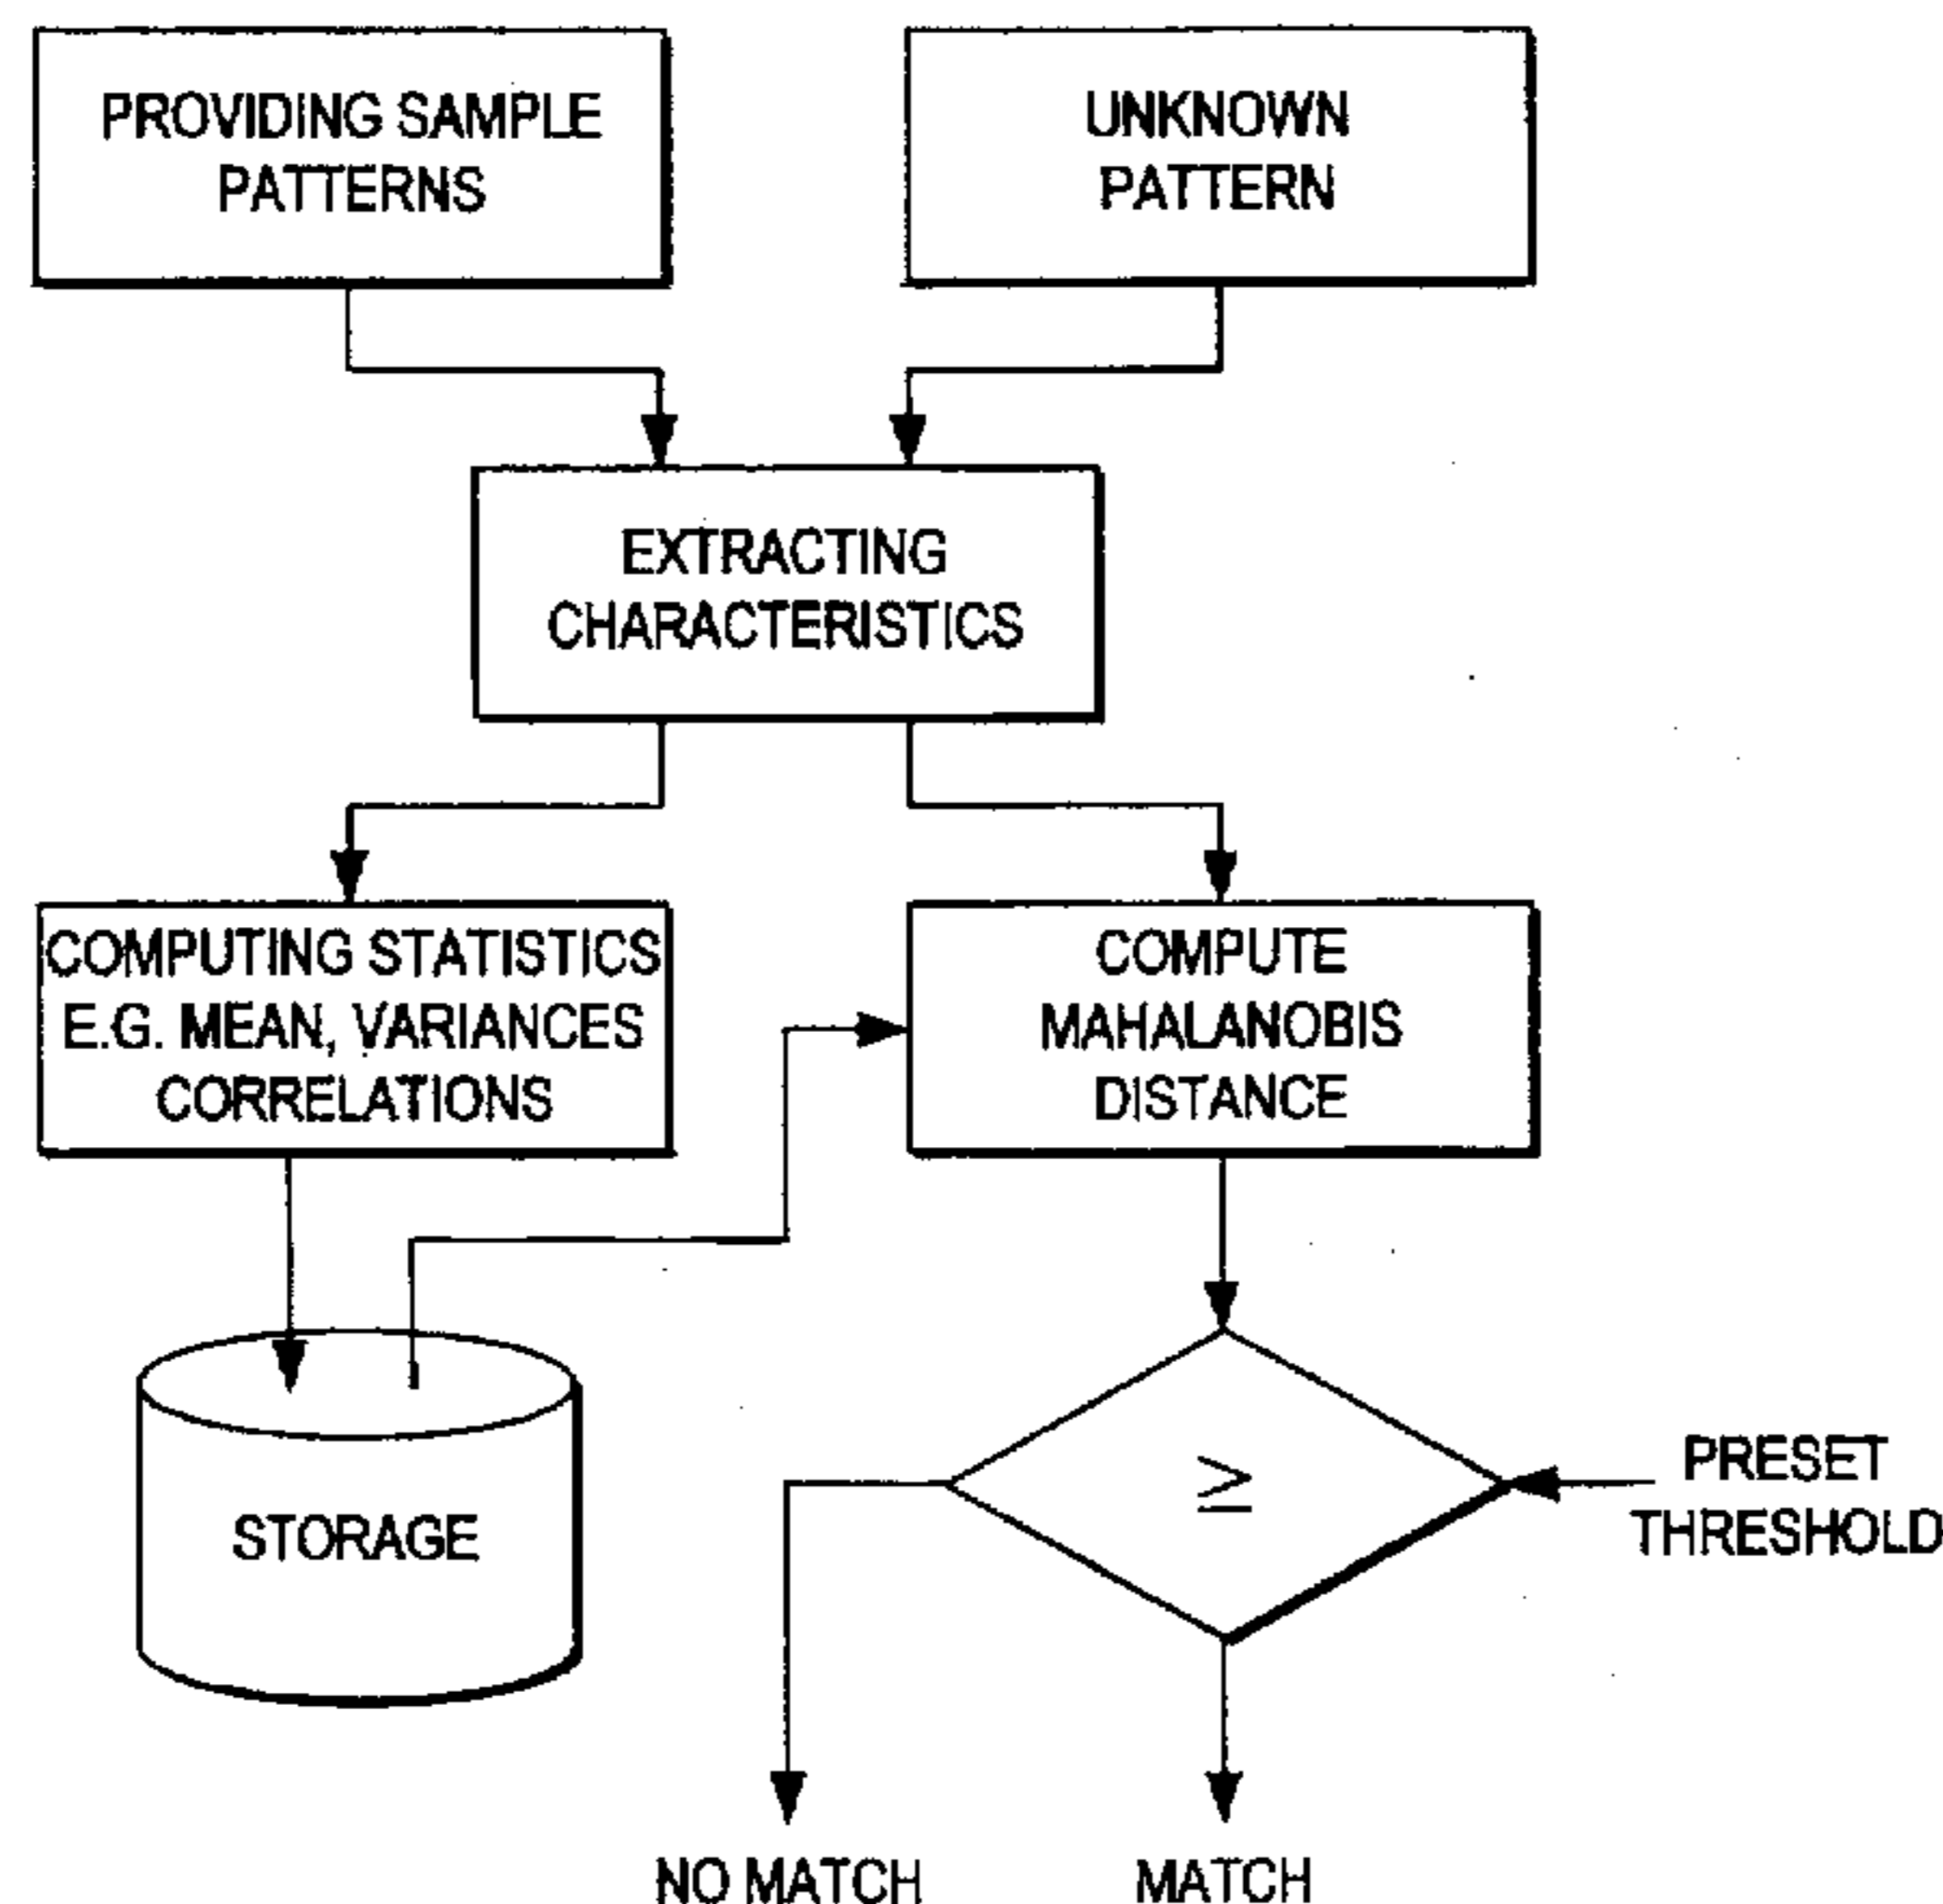 PROVIDING SAMPLE
PATTERNS
UNKNOWN
PATTERN
EXTRACTING
CHARACTERISTICS
COMPUTING STATISTICS
E.G. MEAN, VARIANCES
CORRELATIONS
COMPUTE
MAHALANOBIS
DISTANCE
STORAGE
≥
PRESET
THRESHOLD
NO MATCH
MATCH